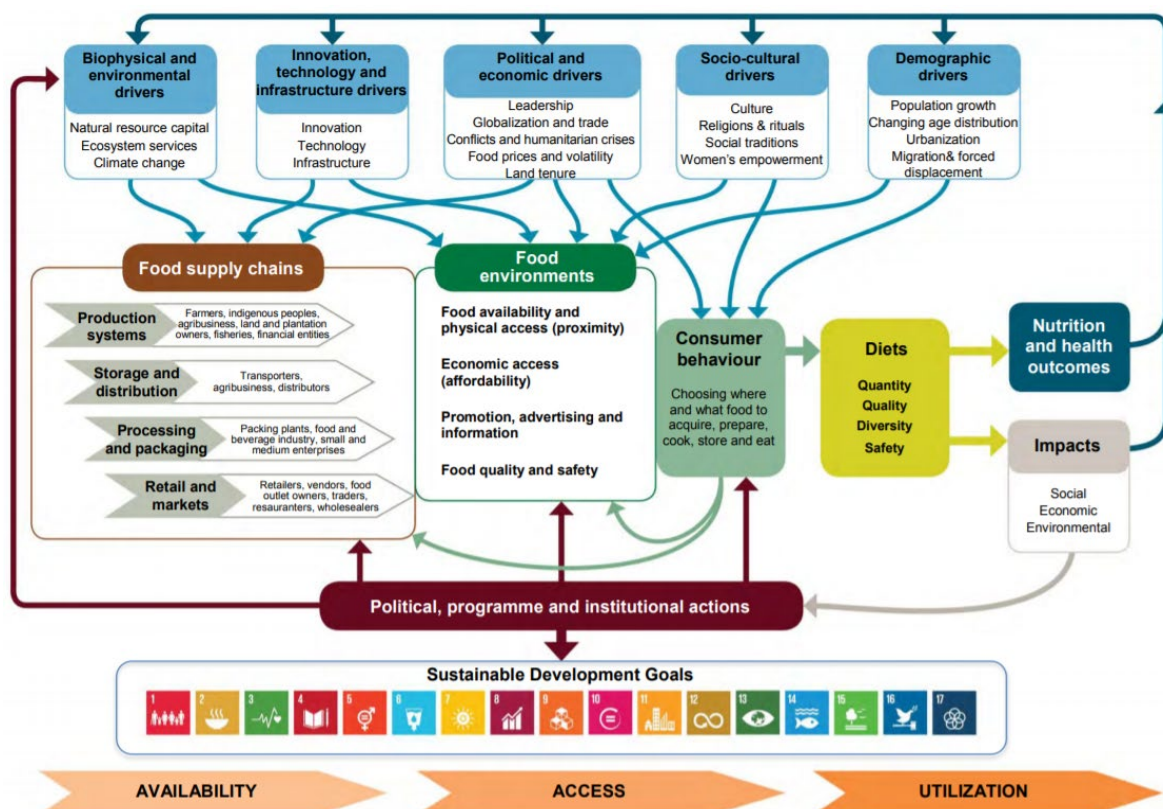 Biophysical and
environmental
drivers
Natural resource capital
Ecosystem services
Climate change
Innovation,
technology and
infrastructure drivers
Innovation
Technology
Infrastructure
Political and
economic drivers
Leadership
Globalization and trade
Conflicts and humanitarian crises
Food prices and volatility
Land tenure
Socio-cultural
drivers
Culture
Religions & rituals
Social traditions
Women's empowerment
Demographic
drivers
Population growth
Changing age distribution
Urbanization
Migration& forced
displacement
Food supply chains
Production
systems
Farmers, indigenous peoples,
agribusiness, land and plantation
owners, fisheries, financial entities
Storage and
distribution
Transporters,
agribusiness, distributors
Processing
and packaging
Packing plants, food and
beverage industry, small and
medium enterprises
Retail and
markets
Retailers, vendors, food
outlet owners, traders,
resauranters, wholesealers
Food
environments
Food availability and
physical access (proximity)
Economic access
(affordability)
Promotion, advertising and
information
Food quality and safety
Consumer
behaviour
Choosing where
and what food to
acquire, prepare,
cook, store and eat
Diets
Quantity
Quality
Diversity
Safety
Nutrition
and health
outcomes
Impacts
Social
Economic
Environmental
Political, programme and institutional actions
Sustainable Development Goals
1 2 3 4 5 6 7 8 9 10 11 12 13 14 15 16 17
AVAILABILITY
ACCESS
UTILIZATION